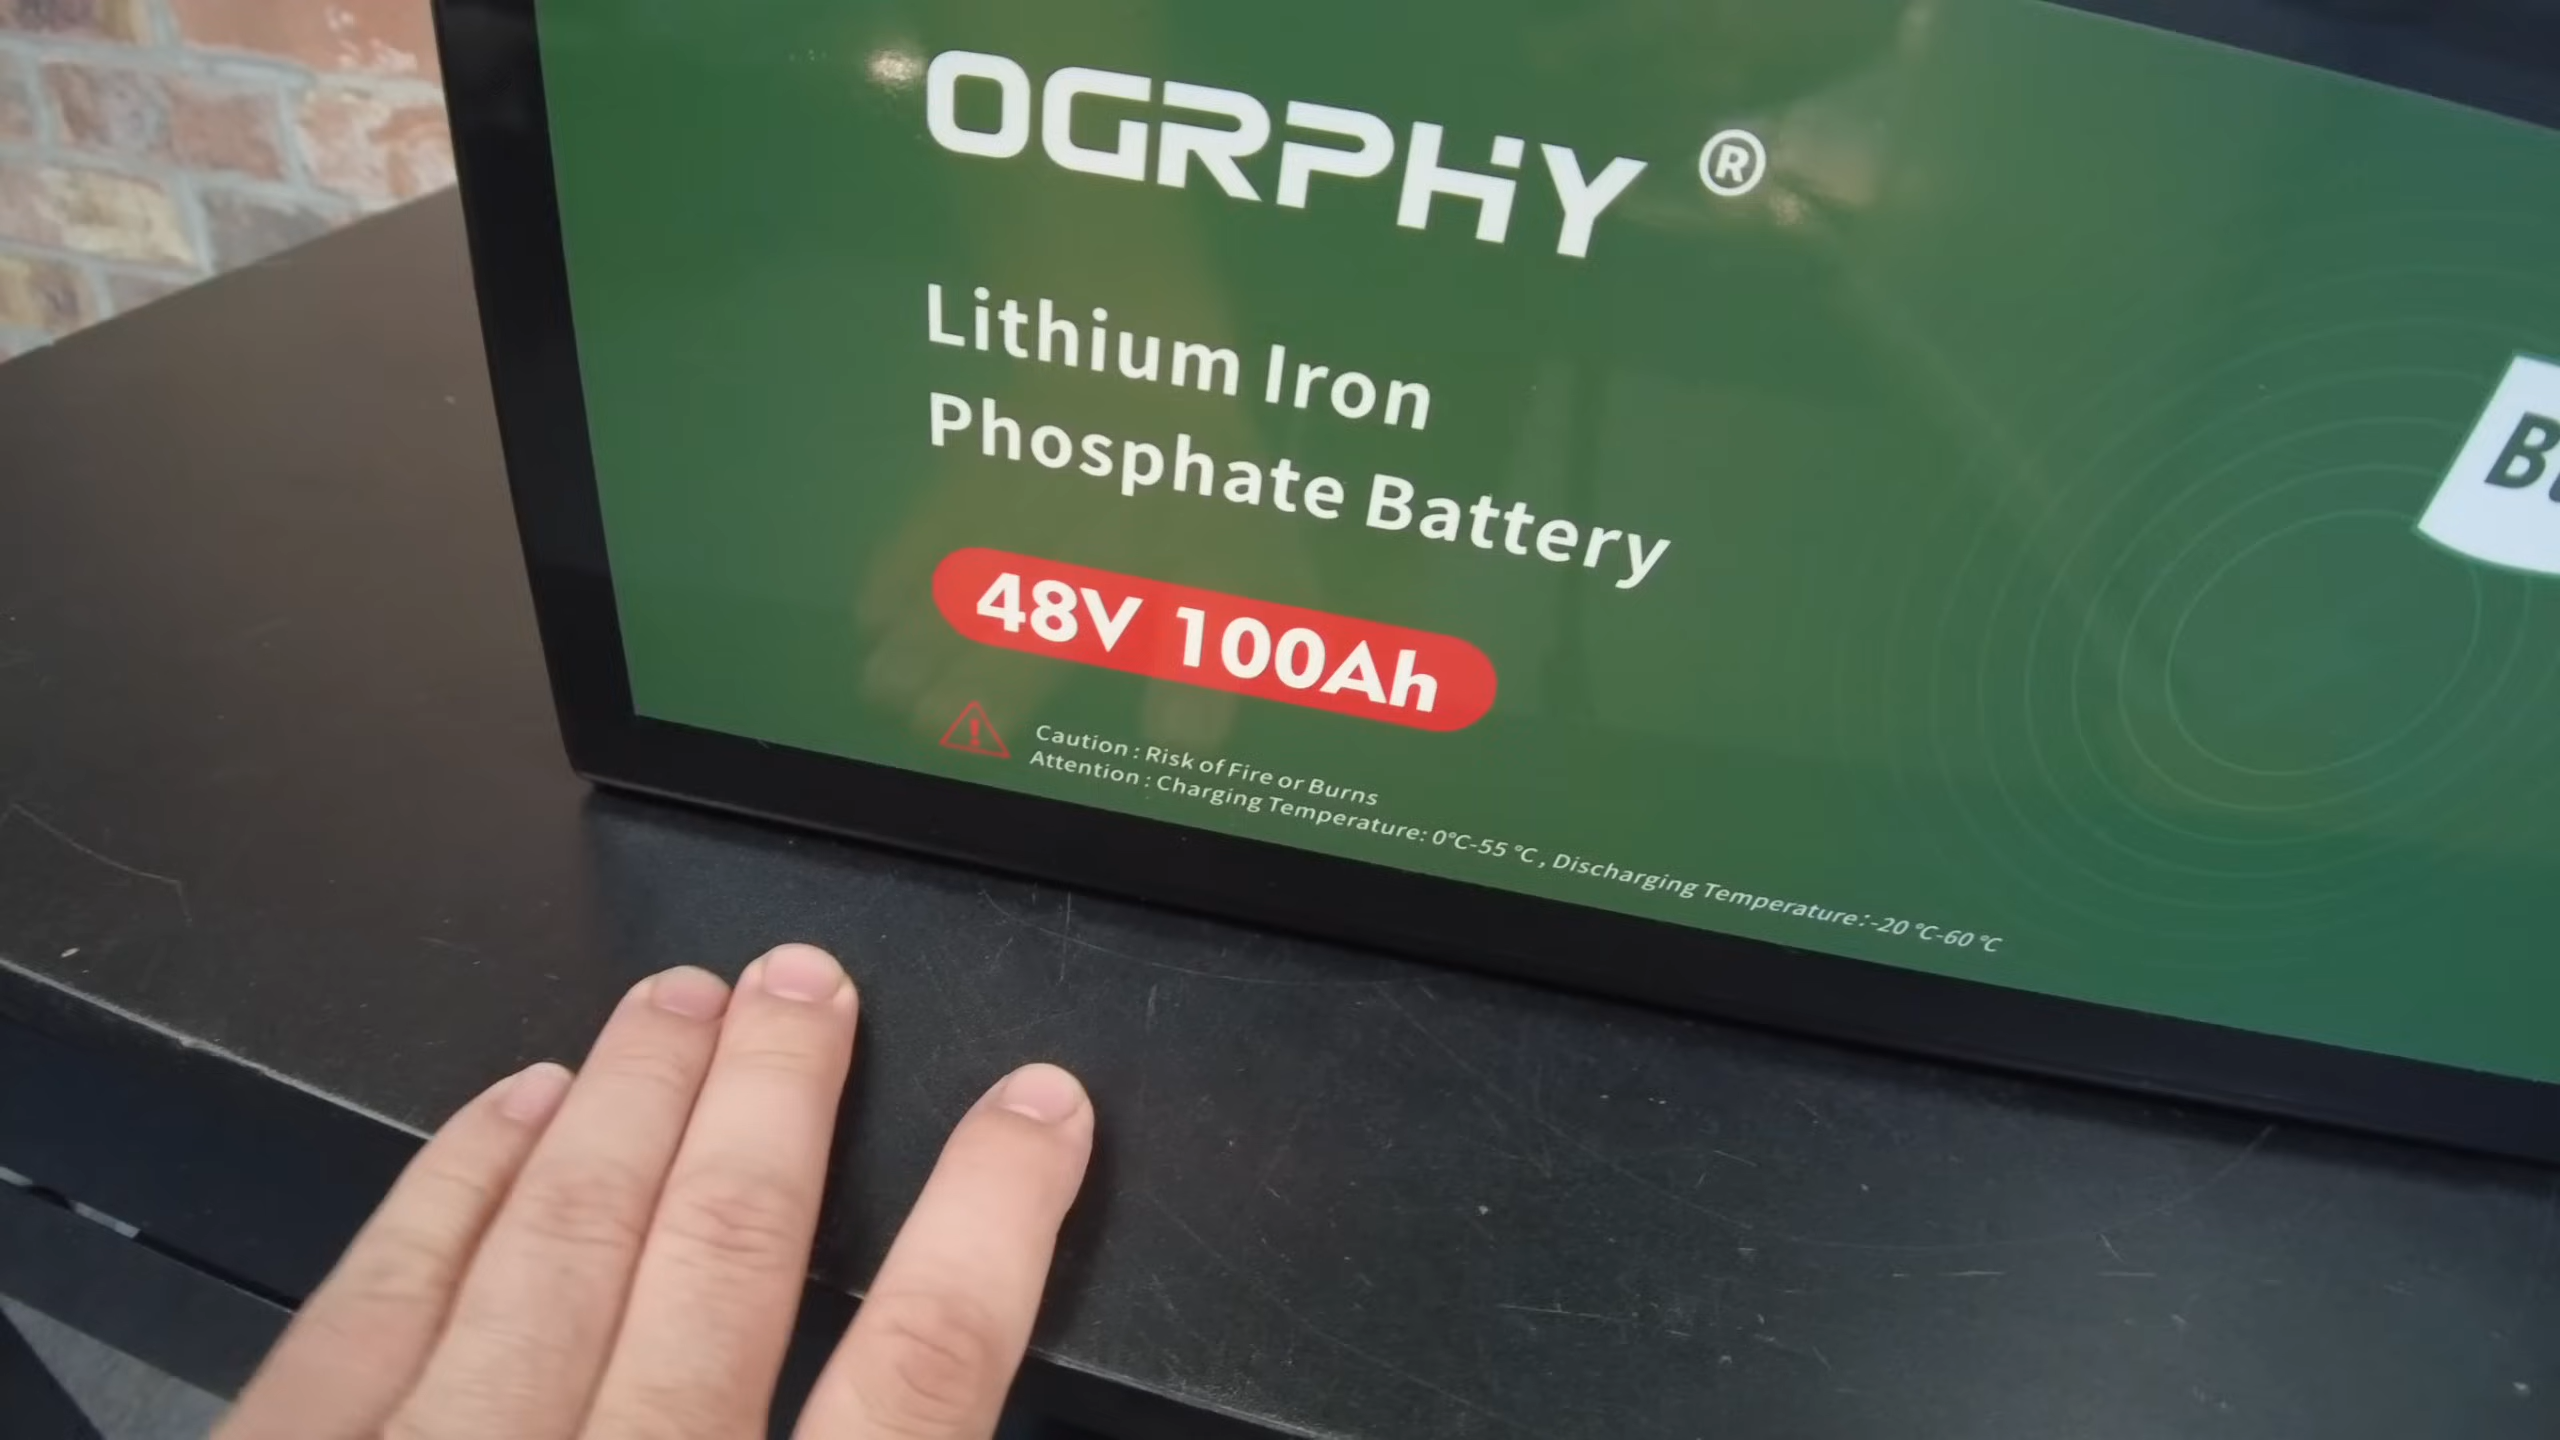 OGRPHY ®
Lithium Iron
Phosphate Battery
48V 100Ah
Caution : Risk of Fire or Burns
Attention : Charging Temperature: 0°C-55 °C , Discharging Temperature:-20 °C-60 °C